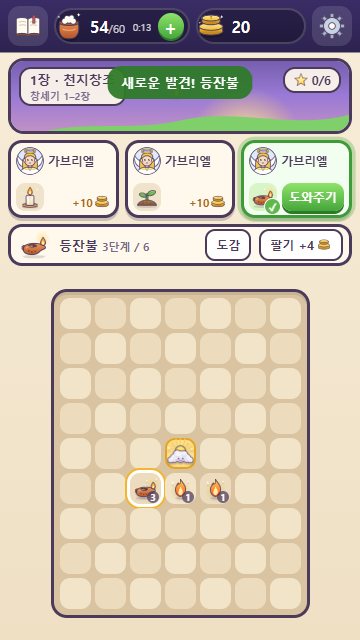 54/60 0:13 + 20
1장 · 천지창조
창세기 1–2장
새로운 발견! 등잔불
0/6
가브리엘 가브리엘 가브리엘
+10 +10 도와주기
등잔불 3단계 / 6 도감 팔기 +4
3 1 1